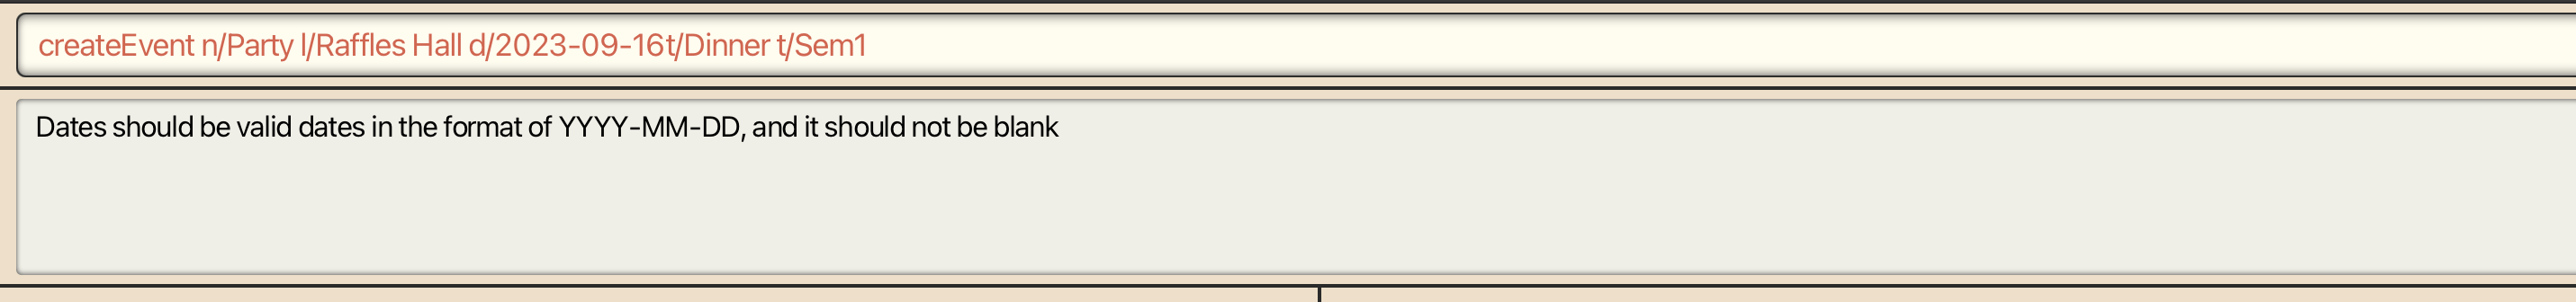 createEvent n/Party l/Raffles Hall d/2023-09-16t/Dinner t/Sem1
Dates should be valid dates in the format of YYYY-MM-DD, and it should not be blank